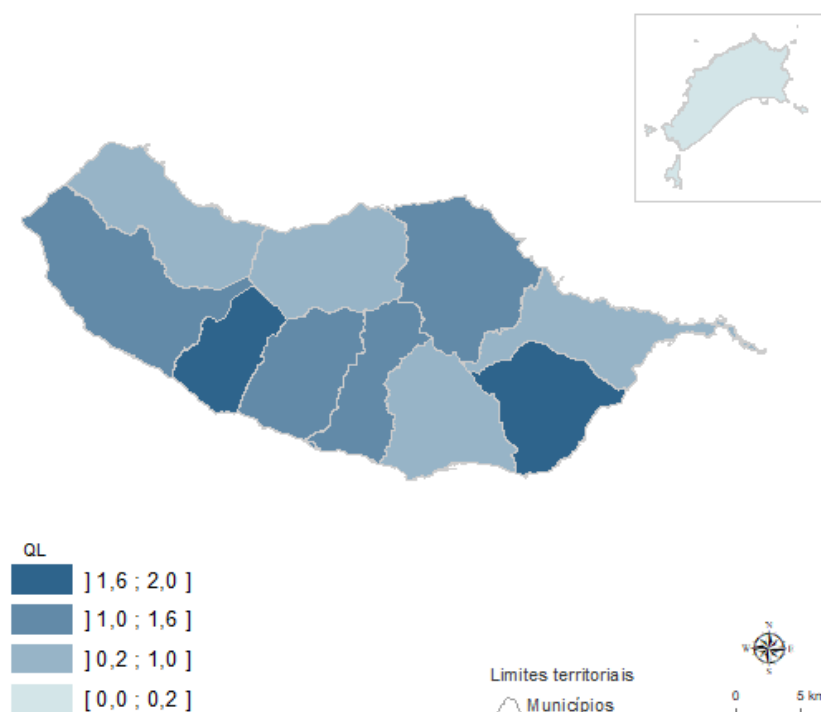 QL
] 1,6 ; 2,0 ]
] 1,0 ; 1,6 ]
] 0,2 ; 1,0 ]
[ 0,0 ; 0,2 ]
N
W E
S
Limites territoriais
Municípios
0 5 km